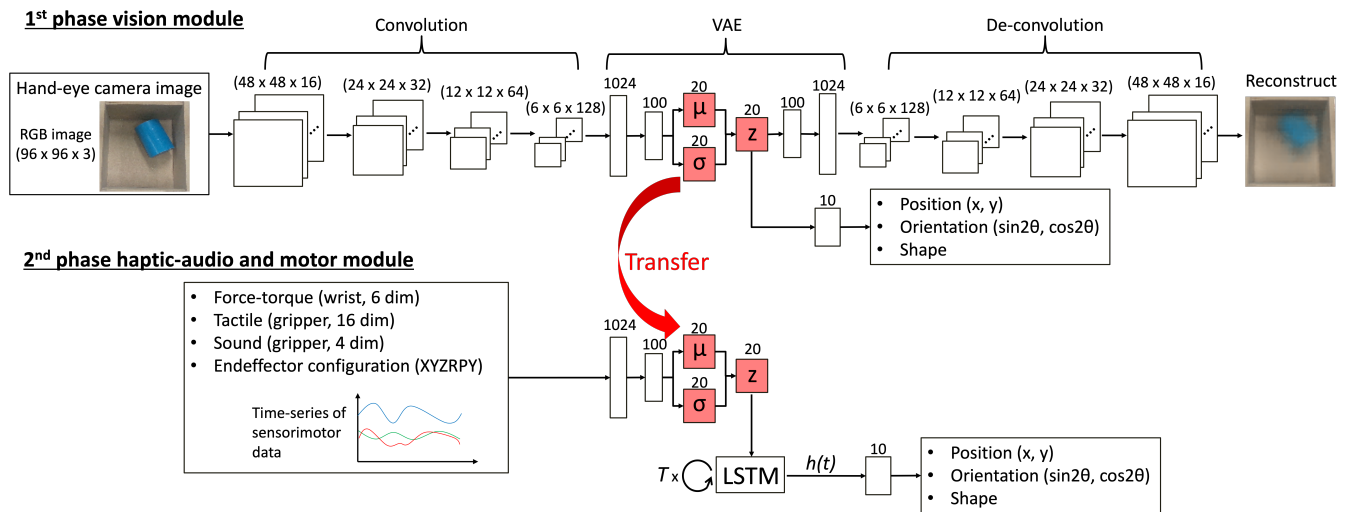 1st phase vision module
Convolution
VAE
De-convolution
Hand-eye camera image
RGB image
(96 x 96 x 3)
(48 x 48 x 16)
(24 x 24 x 32)
(12 x 12 x 64)
(6 x 6 x 128)
1024
100
20
μ
20
σ
20
z
100
1024
(6 x 6 x 128)
(12 x 12 x 64)
(24 x 24 x 32)
(48 x 48 x 16)
Reconstruct
10
• Position (x, y)
• Orientation (sin2θ, cos2θ)
• Shape
Transfer
2nd phase haptic-audio and motor module
• Force-torque (wrist, 6 dim)
• Tactile (gripper, 16 dim)
• Sound (gripper, 4 dim)
• Endeffector configuration (XYZRPY)
Time-series of
sensorimotor
data
1024
100
20
μ
20
σ
20
z
T x
LSTM
h(t)
10
• Position (x, y)
• Orientation (sin2θ, cos2θ)
• Shape